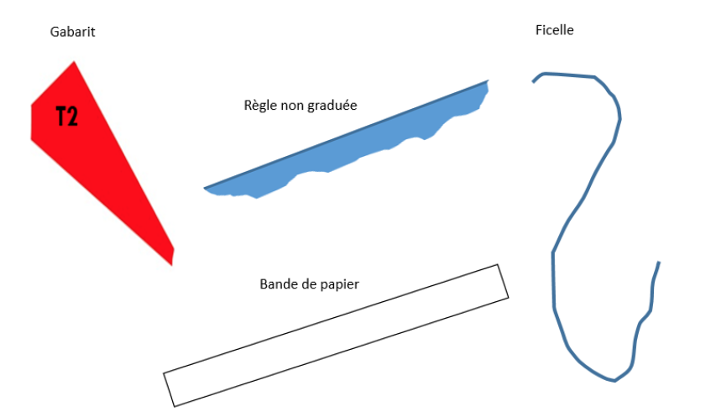 Gabarit
Ficelle
T2
Règle non graduée
Bande de papier